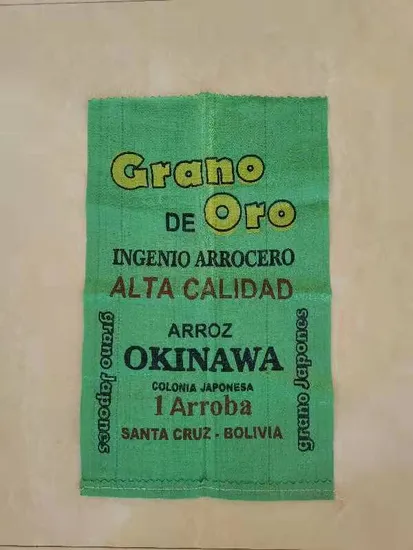 Grano
DE Oro
INGENIO ARROCERO
ALTA CALIDAD
ARROZ
OKINAWA
COLONIA JAPONESA
1 Arroba
SANTA CRUZ - BOLIVIA
grano Japones
grano Japones